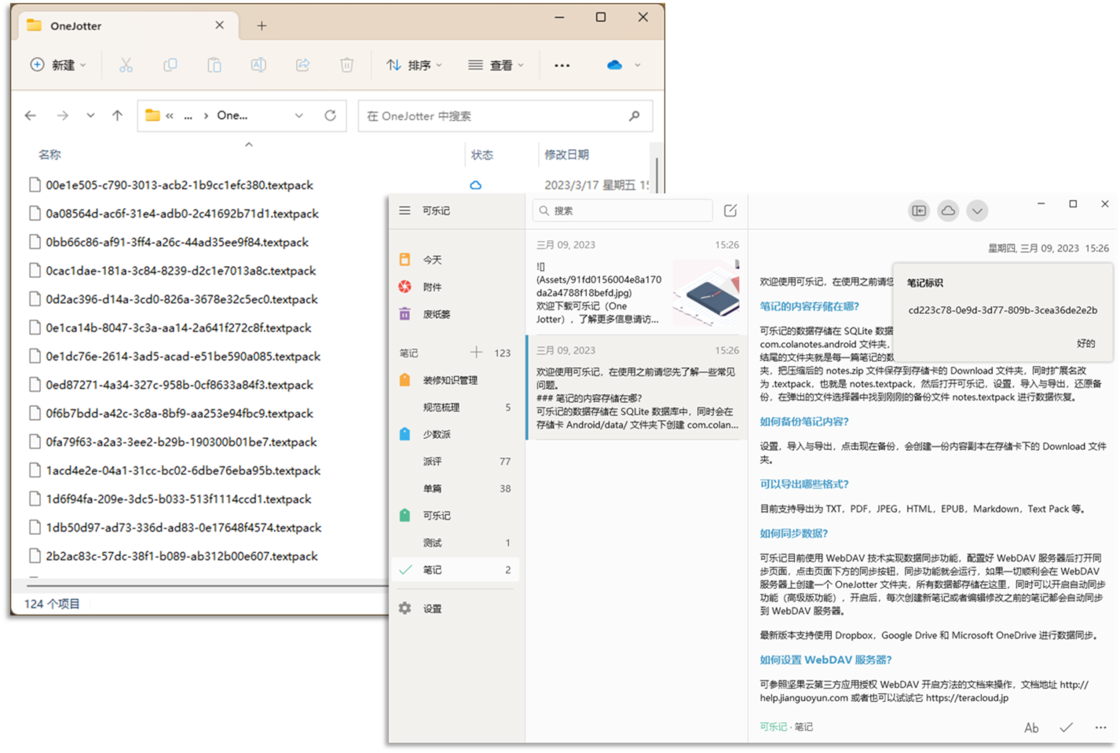 OneJotter
新建
排序
查看
« ... › One...
在 OneJotter 中搜索
名称
状态
修改日期
00e1e505-c790-3013-acb2-1b9cc1efc380.textpack
2023/3/17 星期五 1
0a08564d-ac6f-31e4-adb0-2c41692b71d1.textpack
0bb66c86-af91-3ff4-a26c-44ad35ee9f84.textpack
0cac1dae-181a-3c84-8239-d2c1e7013a8c.textpack
0d2ac396-d14a-3cd0-826a-3678e32c5ec0.textpack
0e1ca14b-8047-3c3a-aa14-2a641f272c8f.textpack
0e1dc76e-2614-3ad5-acad-e51be590a085.textpack
0ed87271-4a34-327c-958b-0cf8633a84f3.textpack
0f6b7bdd-a42c-3c8a-8bf9-aa253e94fbc9.textpack
0fa79f63-a2a3-3ee2-b29b-190300b01be7.textpack
1acd4e2e-04a1-31cc-bc02-6dbe76eba95b.textpack
1d6f94fa-209e-3dc5-b033-513f1114ccd1.textpack
1db50d97-ad73-336d-ad83-0e17648f4574.textpack
2b2ac83c-57dc-38f1-b089-ab312b00e607.textpack
124 个项目
可乐记
今天
附件
废纸篓
笔记 123
装修知识管理
规范梳理 5
少数派
派评 77
单篇 38
可乐记
测试 1
笔记 2
设置
搜索
三月 09, 2023 15:26
![]
(Assets/91fd0156004e8a170
da2a4788f18befd.jpg)
欢迎下载可乐记（One
Jotter），了解更多信息请访...
三月 09, 2023 15:26
欢迎使用可乐记，在使用之前请您先了解一些常见
问题。
### 笔记的内容存储在哪?
可乐记的数据存储在 SQLite 数据库中，同时会在
存储卡 Android/data/ 文件夹下创建 com.colan...
星期四, 三月 09, 2023 15:26
欢迎使用可乐记，在使用之前请您
笔记的内容存储在哪?
可乐记的数据存储在 SQLite 数据
com.colanotes.android 文件夹，
结尾的文件夹就是每一篇笔记的数
夹，把压缩后的 notes.zip 文件保存到存储卡的 Download 文件夹，同时扩展名改
为 .textpack，也就是 notes.textpack，然后打开可乐记，设置，导入与导出，还原备
份，在弹出的文件选择器中找到刚刚的备份文件 notes.textpack 进行数据恢复。
笔记标识
cd223c78-0e9d-3d77-809b-3cea36de2e2b
好的
如何备份笔记内容?
设置，导入与导出，点击现在备份，会创建一份内容副本在存储卡下的 Download 文件
夹。
可以导出哪些格式?
目前支持导出为 TXT，PDF，JPEG，HTML，EPUB，Markdown，Text Pack 等。
如何同步数据?
可乐记目前使用 WebDAV 技术实现数据同步功能，配置好 WebDAV 服务器后打开同
步页面，点击页面下方的同步按钮，同步功能就会运行，如果一切顺利会在 WebDAV
服务器上创建一个 OneJotter 文件夹，所有数据都存储在这里，同时可以开启自动同步
功能（高级版功能），开启后，每次创建新笔记或者编辑修改之前的笔记都会自动同步
到 WebDAV 服务器。
最新版本支持使用 Dropbox，Google Drive 和 Microsoft OneDrive 进行数据同步。
如何设置 WebDAV 服务器?
可参照坚果云第三方应用授权 WebDAV 开启方法的文档来操作，文档地址 http://
help.jianguoyun.com 或者也可以试试它 https://teracloud.jp
可乐记 · 笔记
Ab